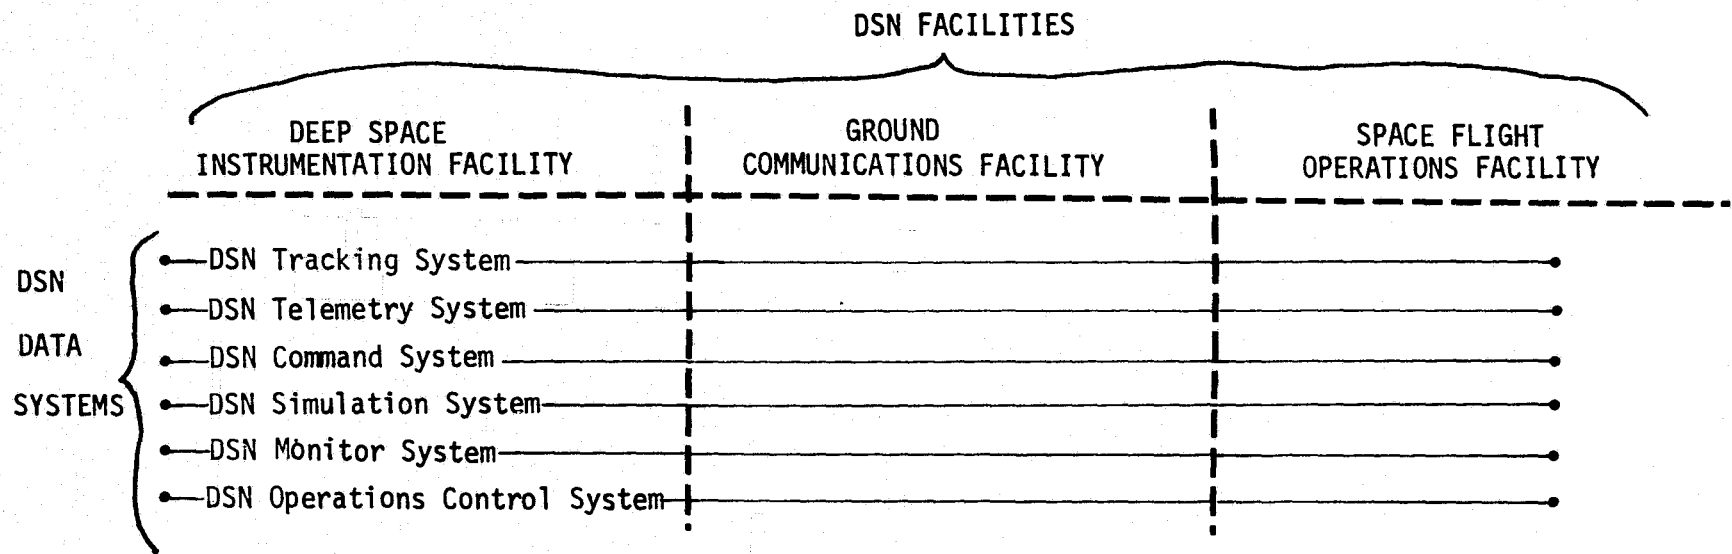 DSN FACILITIES
DEEP SPACE
INSTRUMENTATION FACILITY
GROUND
COMMUNICATIONS FACILITY
SPACE FLIGHT
OPERATIONS FACILITY
DSN
DATA
SYSTEMS
DSN Tracking System
DSN Telemetry System
DSN Command System
DSN Simulation System
DSN Monitor System
DSN Operations Control System